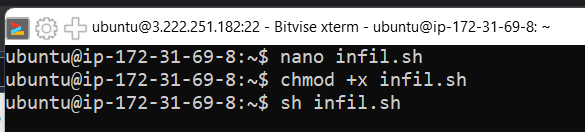 ubuntu@3.222.251.182:22 - Bitvise xterm - ubuntu@ip-172-31-69-8: ~
ubuntu@ip-172-31-69-8:~$ nano infil.sh
ubuntu@ip-172-31-69-8:~$ chmod +x infil.sh
ubuntu@ip-172-31-69-8:~$ sh infil.sh